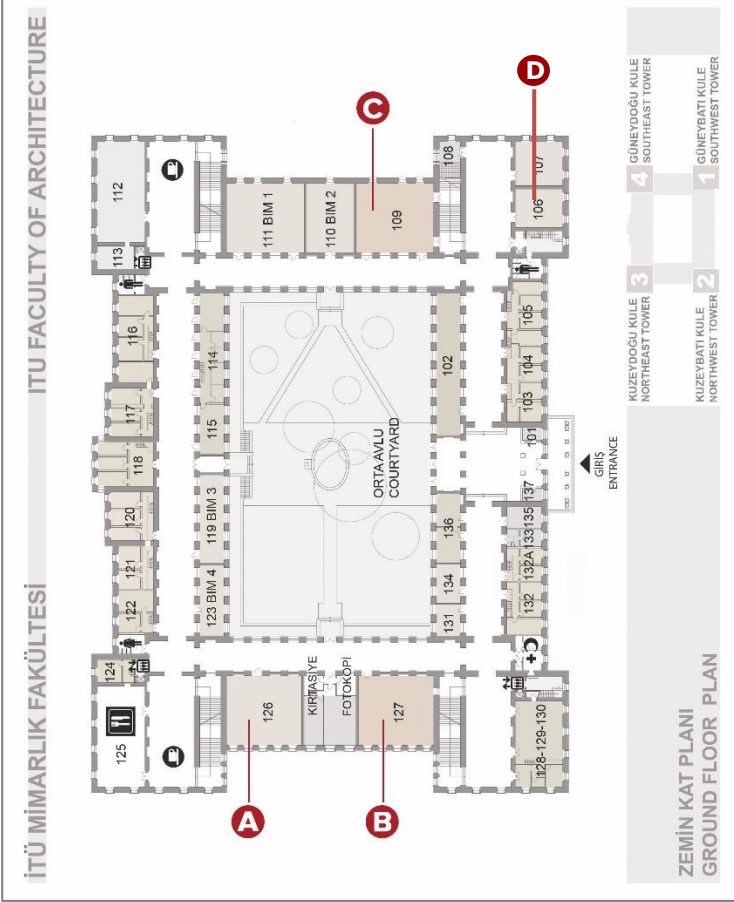 İTÜ MİMARLIK FAKÜLTESİ
ITU FACULTY OF ARCHITECTURE
A
B
C
D
112
113
116
117
118
120
121
122
124
125
126
KIRTASİYE
FOTOKOPİ
127
128-129-130
111 BIM 1
110 BIM 2
109
108
107
106
105
104
103
102
101
114
115
119 BIM 3
123 BIM 4
ORTA AVLU
COURTYARD
136
134
131
137
135
133
132A
132
GİRİŞ
ENTRANCE
ZEMİN KAT PLANI
GROUND FLOOR PLAN
KUZEYDOĞU KULE
NORTHEAST TOWER
3
4
GÜNEYDOĞU KULE
SOUTHEAST TOWER
KUZEYBATI KULE
NORTHWEST TOWER
2
1
GÜNEYBATI KULE
SOUTHWEST TOWER